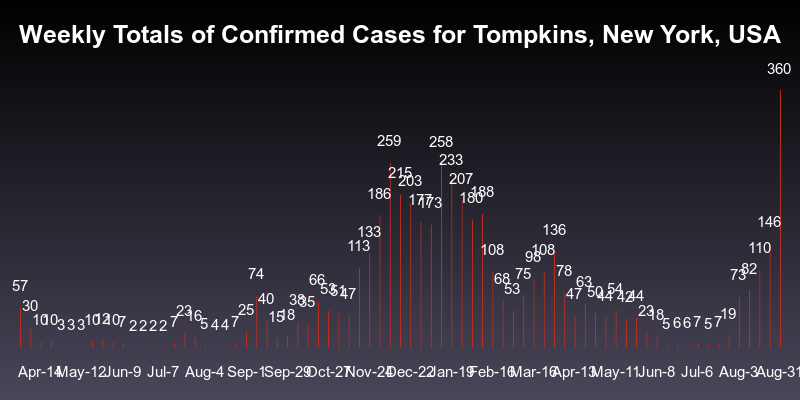 Weekly Totals of Confirmed Cases for Tompkins, New York, USA
57 30 10 10 3 3 3 10 12 10 7 2 2 2 2 7 23 16 5 4 4 7 25 74 40 15 18 38 35 66 53 51 47 113 133 186 259 215 203 177 173 258 233 207 180 188 108 68 53 75 98 108 136 78 47 63 50 44 54 42 44 23 18 5 6 6 7 5 7 19 73 82 110 146 360
Apr-14 May-12 Jun-9 Jul-7 Aug-4 Sep-1 Sep-29 Oct-27 Nov-24 Dec-22 Jan-19 Feb-16 Mar-16 Apr-13 May-11 Jun-8 Jul-6 Aug-3 Aug-31